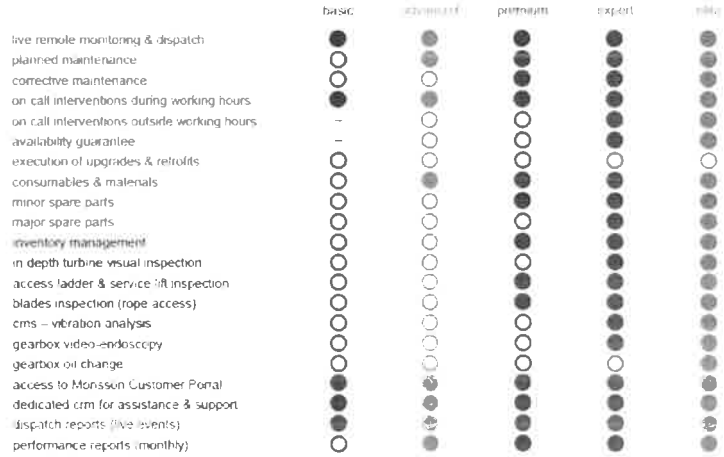 basic advanced premium expert elite
live remote monitoring & dispatch
planned maintenance
corrective maintenance
on call interventions during working hours
on call interventions outside working hours
availability guarantee
execution of upgrades & retrofits
consumables & materials
minor spare parts
major spare parts
inventory management
in depth turbine visual inspection
access ladder & service lift inspection
blades inspection (rope access)
cms – vibration analysis
gearbox video-endoscopy
gearbox oil change
access to Monsson Customer Portal
dedicated crm for assistance & support
dispatch reports (live events)
performance reports (monthly)